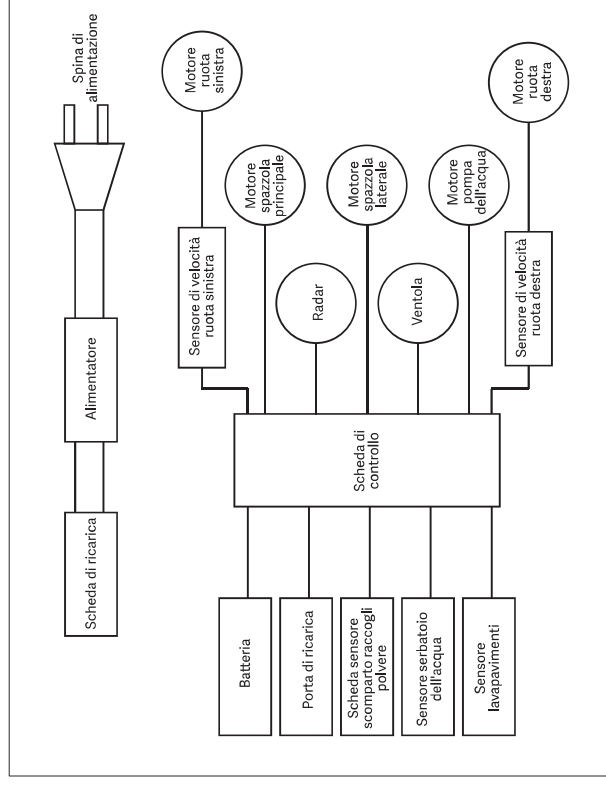 Spina di
alimentazione
Alimentatore
Scheda di ricarica
Motore
ruota
sinistra
Motore
spazzola
principale
Motore
spazzola
laterale
Motore
pompa
dell'acqua
Motore
ruota
destra
Sensore di velocità
ruota sinistra
Radar
Ventola
Sensore di velocità
ruota destra
Scheda di
controllo
Batteria
Porta di ricarica
Scheda sensore
scomparto raccogli
polvere
Sensore serbatoio
dell'acqua
Sensore
lavapavimenti